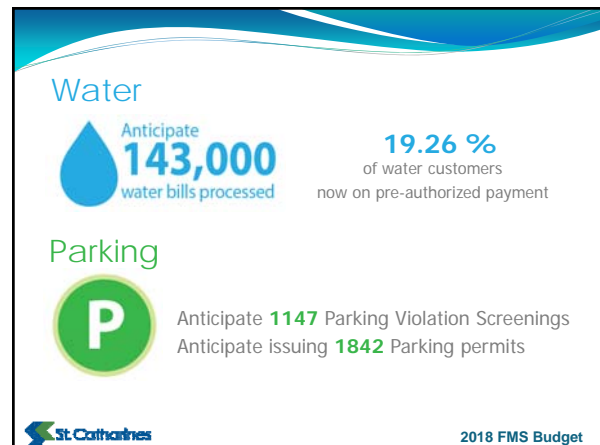 Water
Anticipate
143,000
water bills processed
19.26 %
of water customers
now on pre-authorized payment
Parking
P
Anticipate 1147 Parking Violation Screenings
Anticipate issuing 1842 Parking permits
St. Catharines
2018 FMS Budget